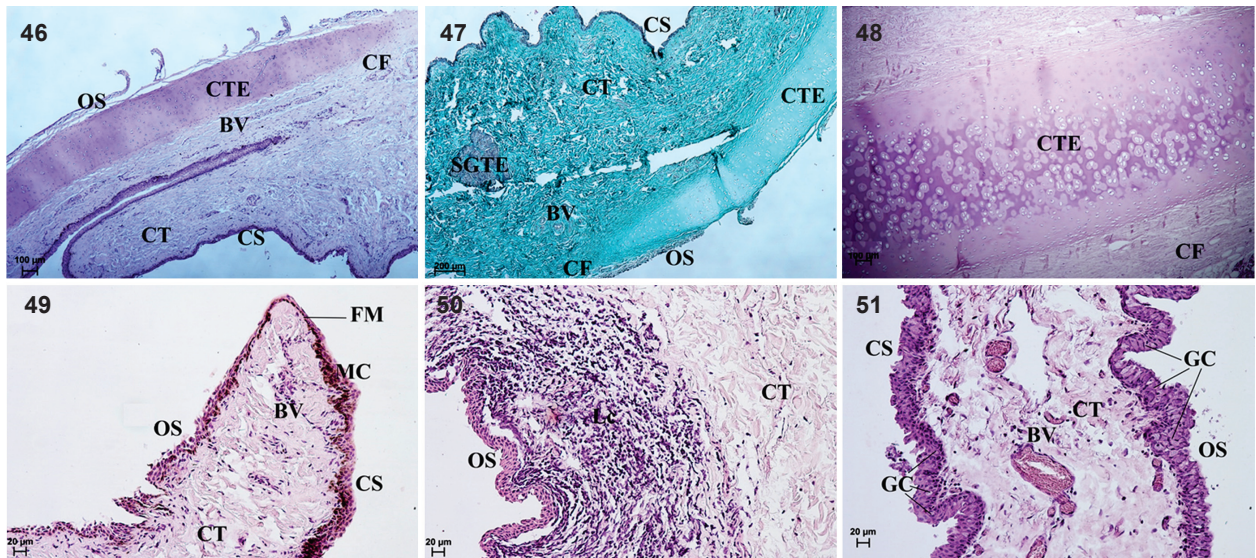 46
OS
CTE
CF
BV
CT
CS
100 µm
47
CS
CT
CTE
SGTE
BV
CF
OS
200 µm
48
CTE
CF
100 µm
49
FM
MC
BV
OS
CS
CT
20 µm
50
Lc
CT
OS
20 µm
51
CS
GC
CT
BV
OS
GC
20 µm